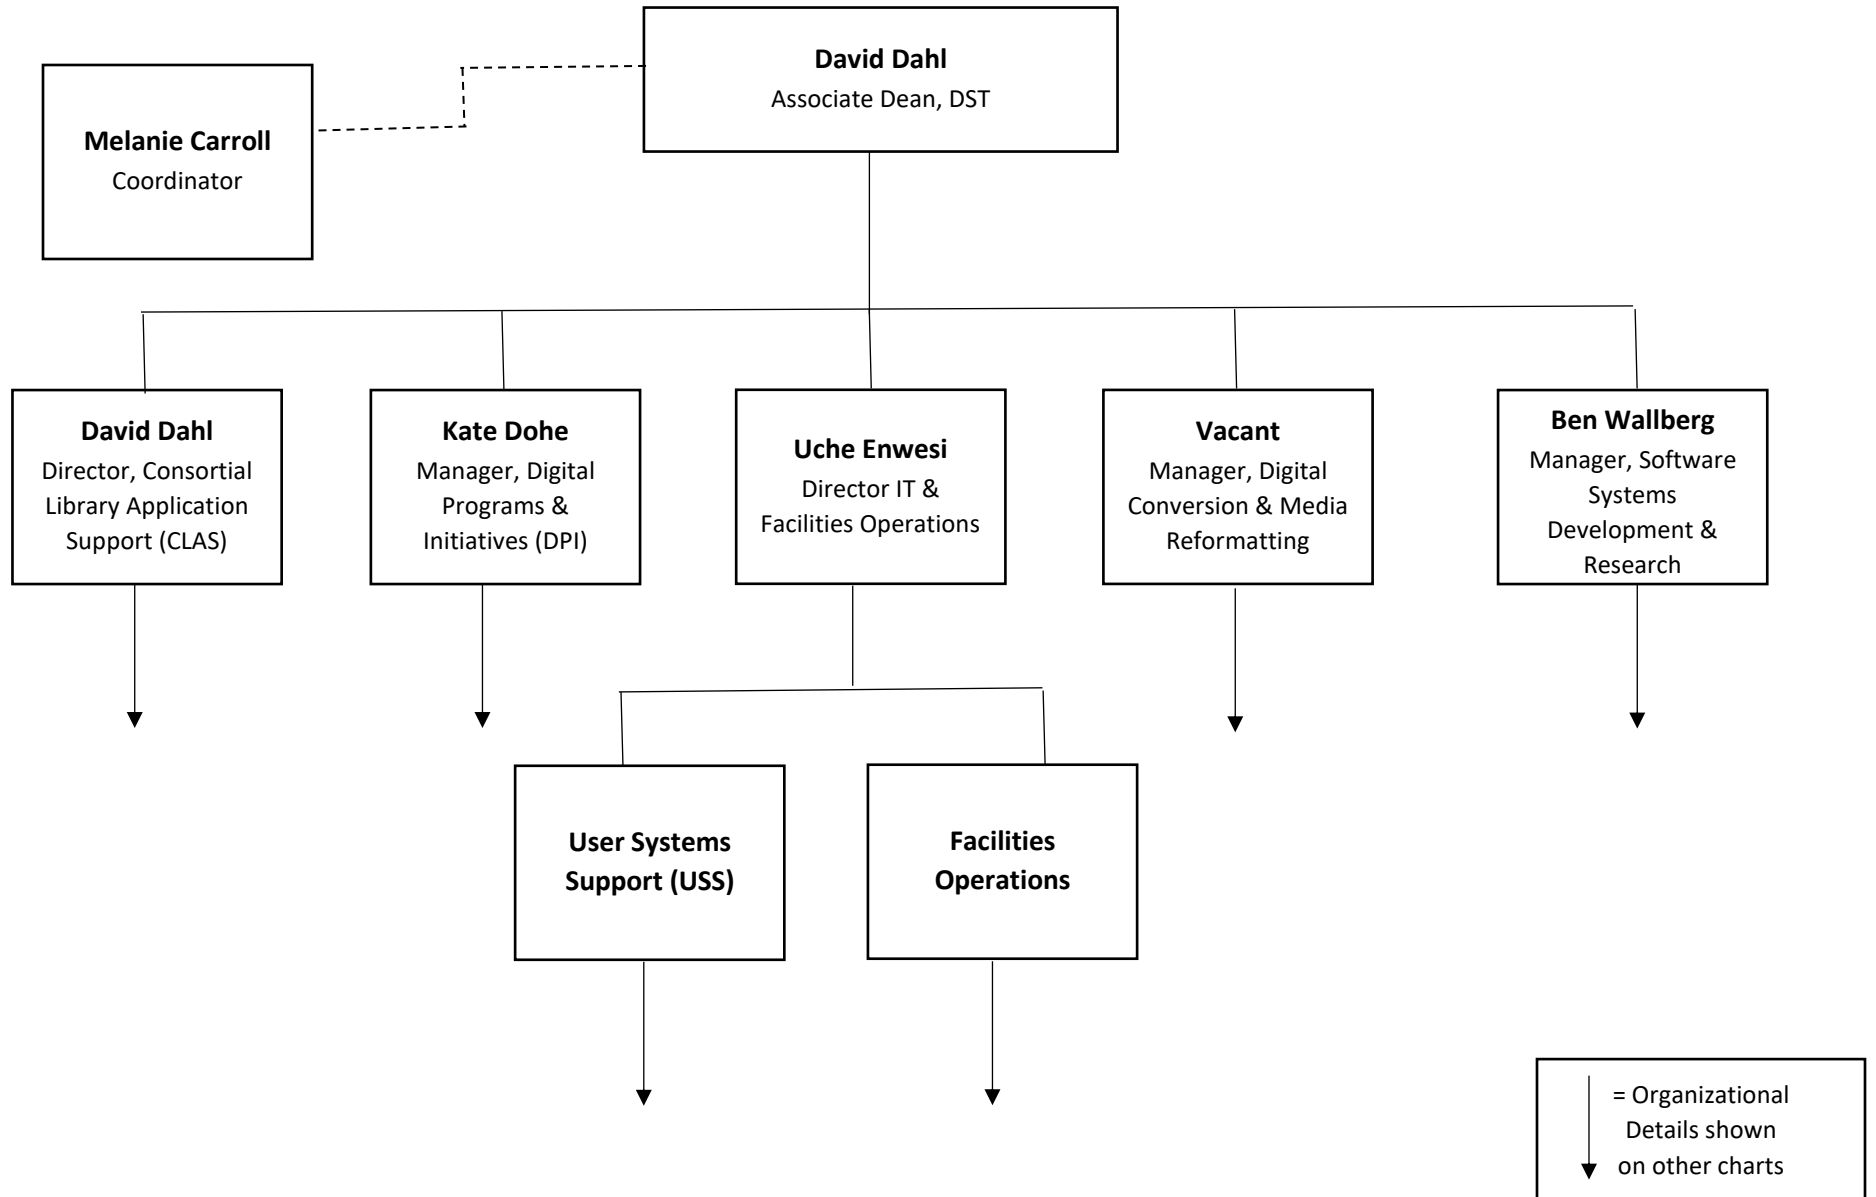 David Dahl
Associate Dean, DST
Melanie Carroll
Coordinator
David Dahl
Director, Consortial
Library Application
Support (CLAS)
Kate Dohe
Manager, Digital
Programs &
Initiatives (DPI)
Uche Enwesi
Director IT &
Facilities Operations
Vacant
Manager, Digital
Conversion & Media
Reformatting
Ben Wallberg
Manager, Software
Systems
Development &
Research
User Systems
Support (USS)
Facilities
Operations
= Organizational
Details shown
on other charts